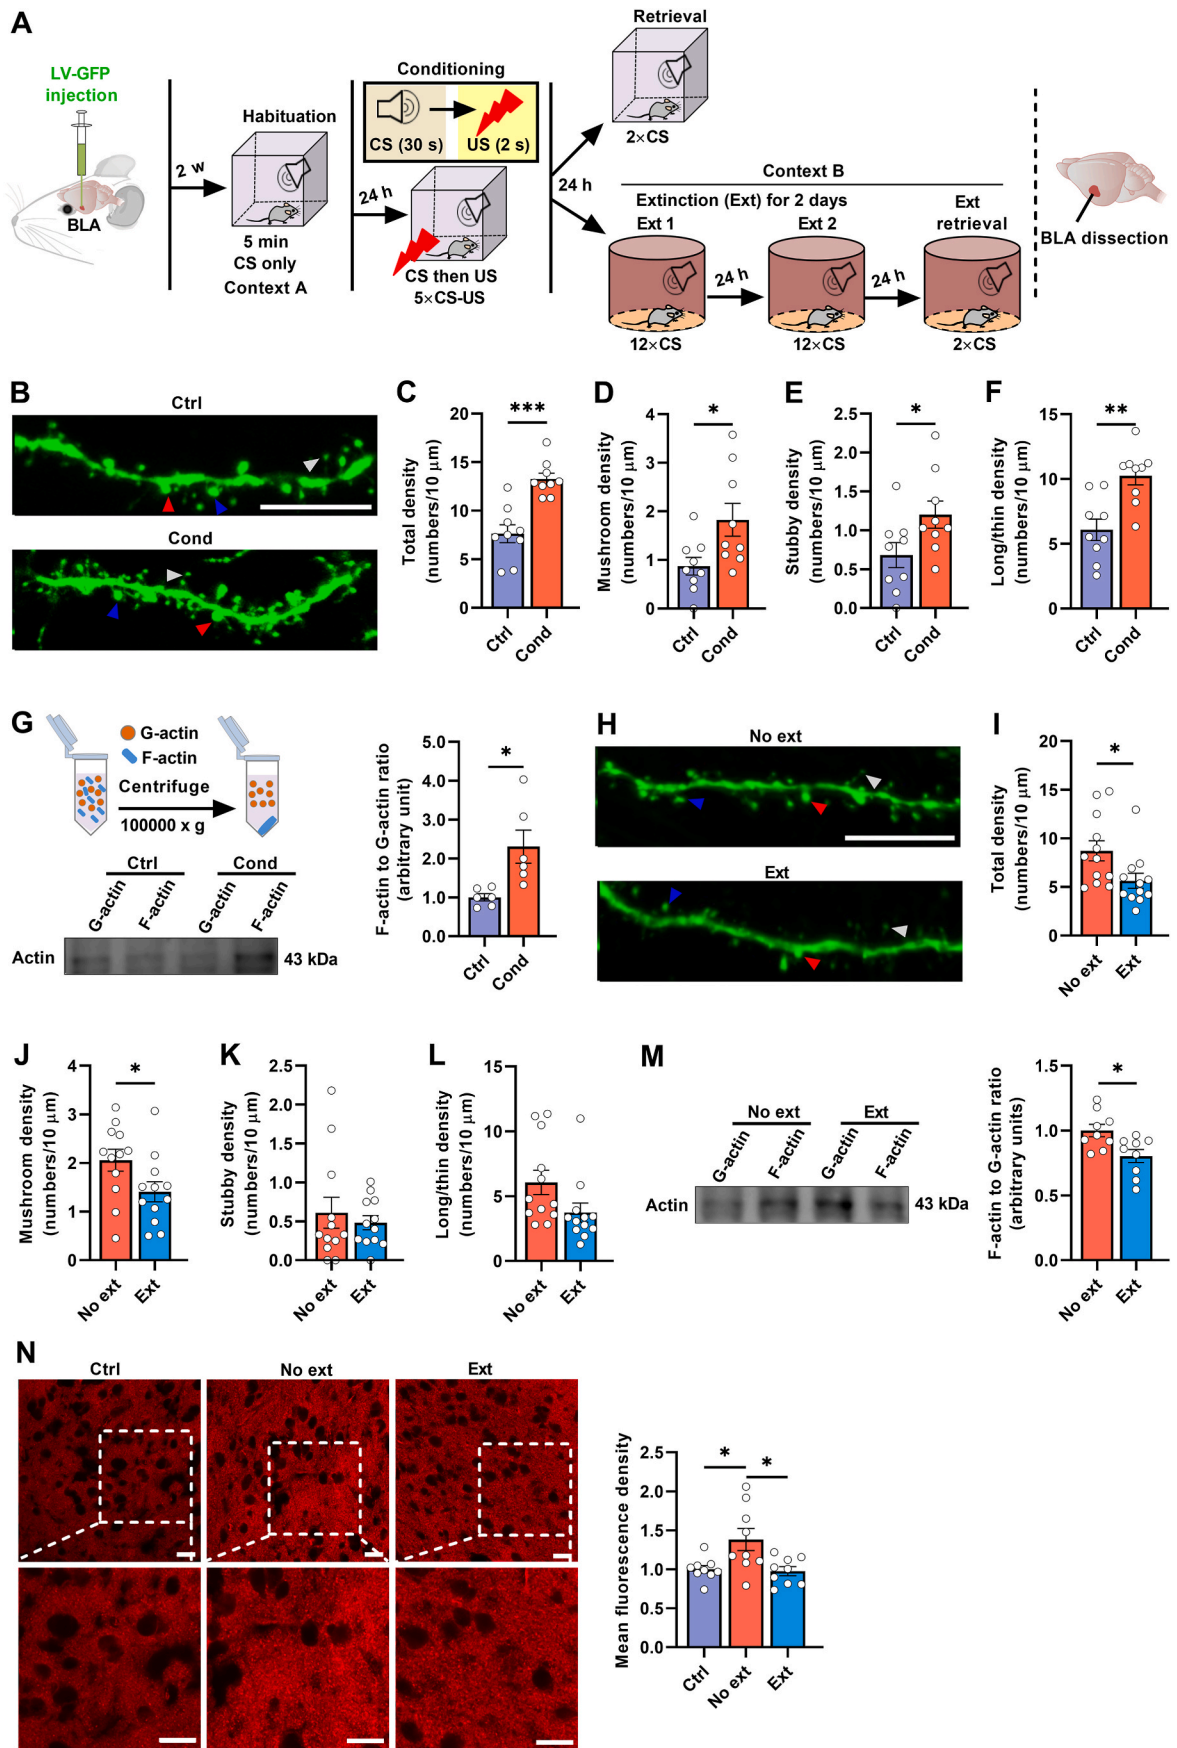 A
LV-GFP
injection
BLA
2 w
Habituation
5 min
CS only
Context A
24 h
Conditioning
CS (30 s)
US (2 s)
CS then US
5×CS-US
24 h
Retrieval
2×CS
Context B
Extinction (Ext) for 2 days
Ext 1
Ext 2
Ext
retrieval
24 h
24 h
12×CS
12×CS
2×CS
BLA dissection
B
Ctrl
Cond
C
Total density
(numbers/10 μm)
20
15
10
5
0
***
Ctrl
Cond
D
Mushroom density
(numbers/10 μm)
4
3
2
1
0
*
Ctrl
Cond
E
Stubby density
(numbers/10 μm)
2.5
2.0
1.5
1.0
0.5
0.0
*
Ctrl
Cond
F
Long/thin density
(numbers/10 μm)
15
10
5
0
**
Ctrl
Cond
G
G-actin
F-actin
Centrifuge
100000 x g
Ctrl
Cond
G-actin
F-actin
G-actin
F-actin
Actin
43 kDa
F-actin to G-actin ratio
(arbitrary unit)
5.0
4.0
3.0
2.0
1.0
0.0
*
Ctrl
Cond
H
No ext
Ext
I
Total density
(numbers/10 μm)
20
15
10
5
0
*
No ext
Ext
J
Mushroom density
(numbers/10 μm)
4
3
2
1
0
*
No ext
Ext
K
Stubby density
(numbers/10 μm)
2.5
2.0
1.5
1.0
0.5
0.0
No ext
Ext
L
Long/thin density
(numbers/10 μm)
15
10
5
0
No ext
Ext
M
No ext
Ext
G-actin
F-actin
G-actin
F-actin
Actin
43 kDa
F-actin to G-actin ratio
(arbitrary units)
1.5
1.0
0.5
0.0
*
No ext
Ext
N
Ctrl
No ext
Ext
Mean fluorescence density
2.5
2.0
1.5
1.0
0.5
0.0
*
*
Ctrl
No ext
Ext